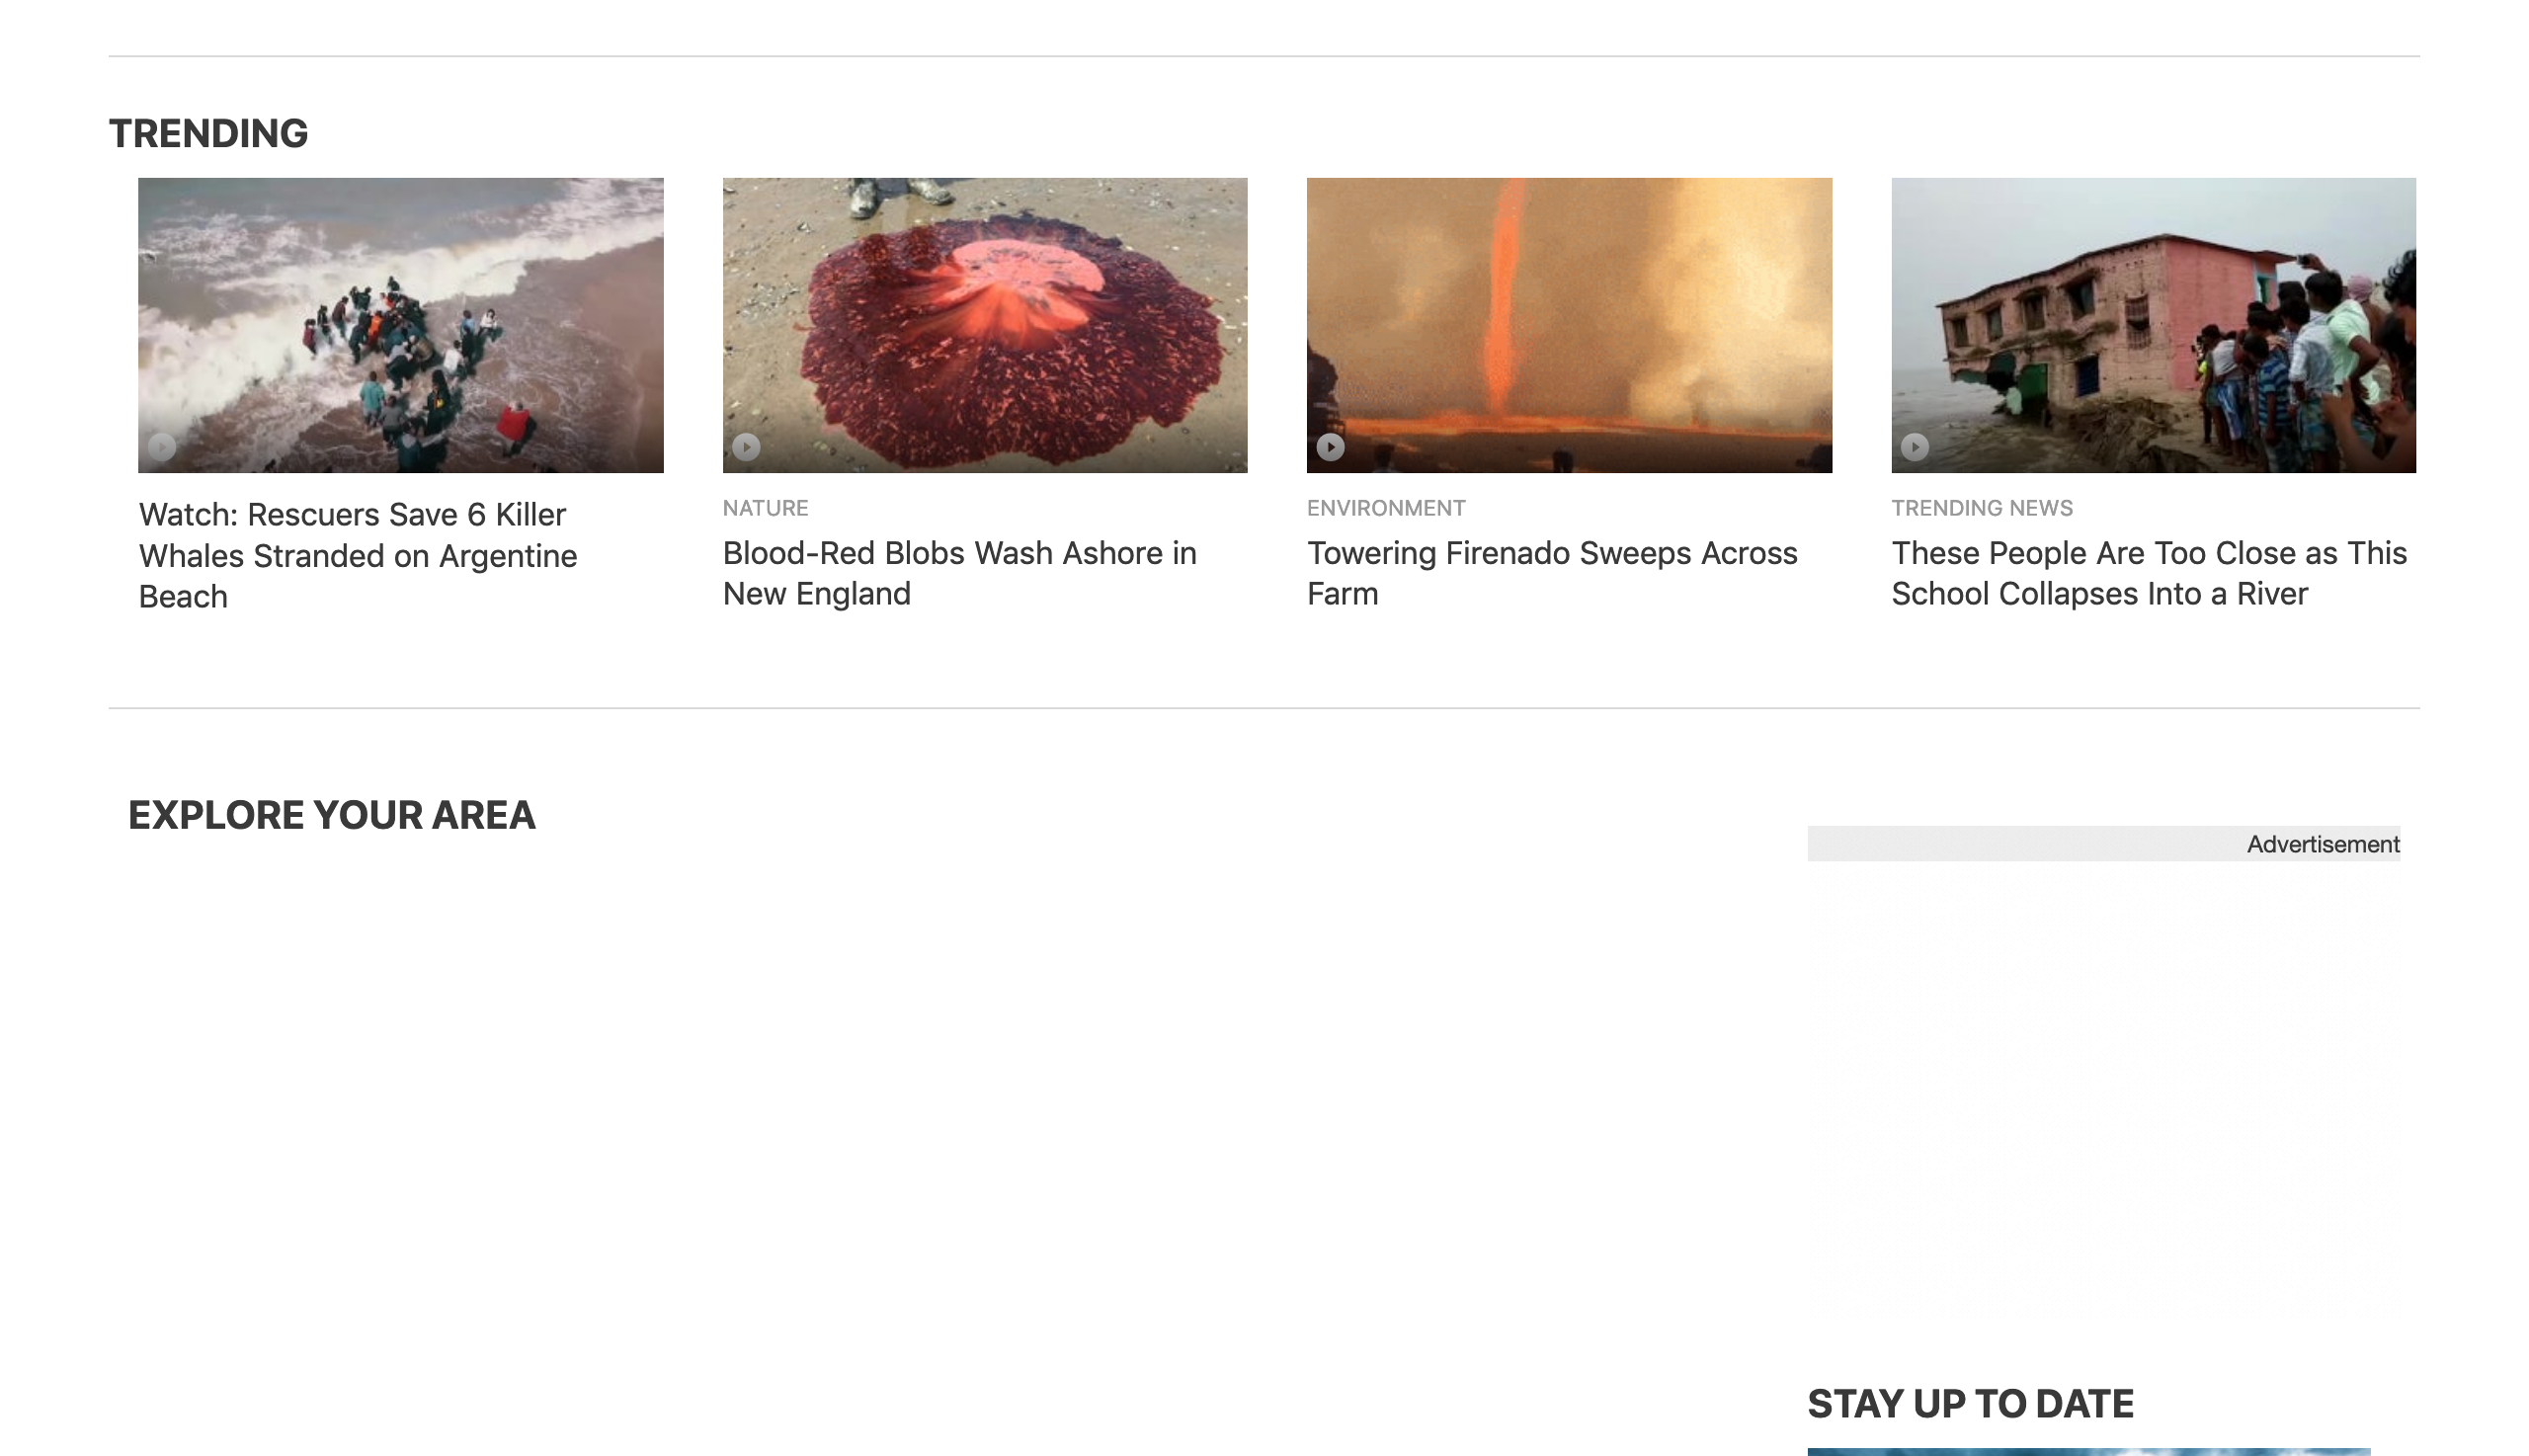 TRENDING
Watch: Rescuers Save 6 Killer
Whales Stranded on Argentine
Beach
NATURE
Blood-Red Blobs Wash Ashore in
New England
ENVIRONMENT
Towering Firenado Sweeps Across
Farm
TRENDING NEWS
These People Are Too Close as This
School Collapses Into a River
EXPLORE YOUR AREA
Advertisement
STAY UP TO DATE